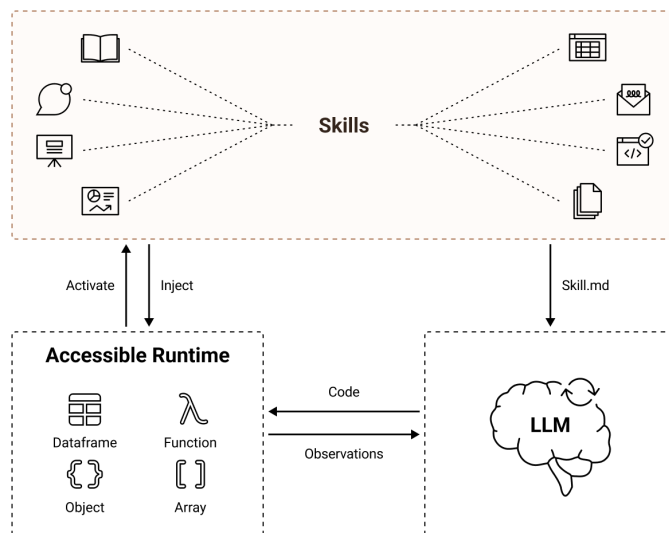 Skills
Activate
Inject
Skill.md
Accessible Runtime
Dataframe
Function
Object
Array
Code
Observations
LLM